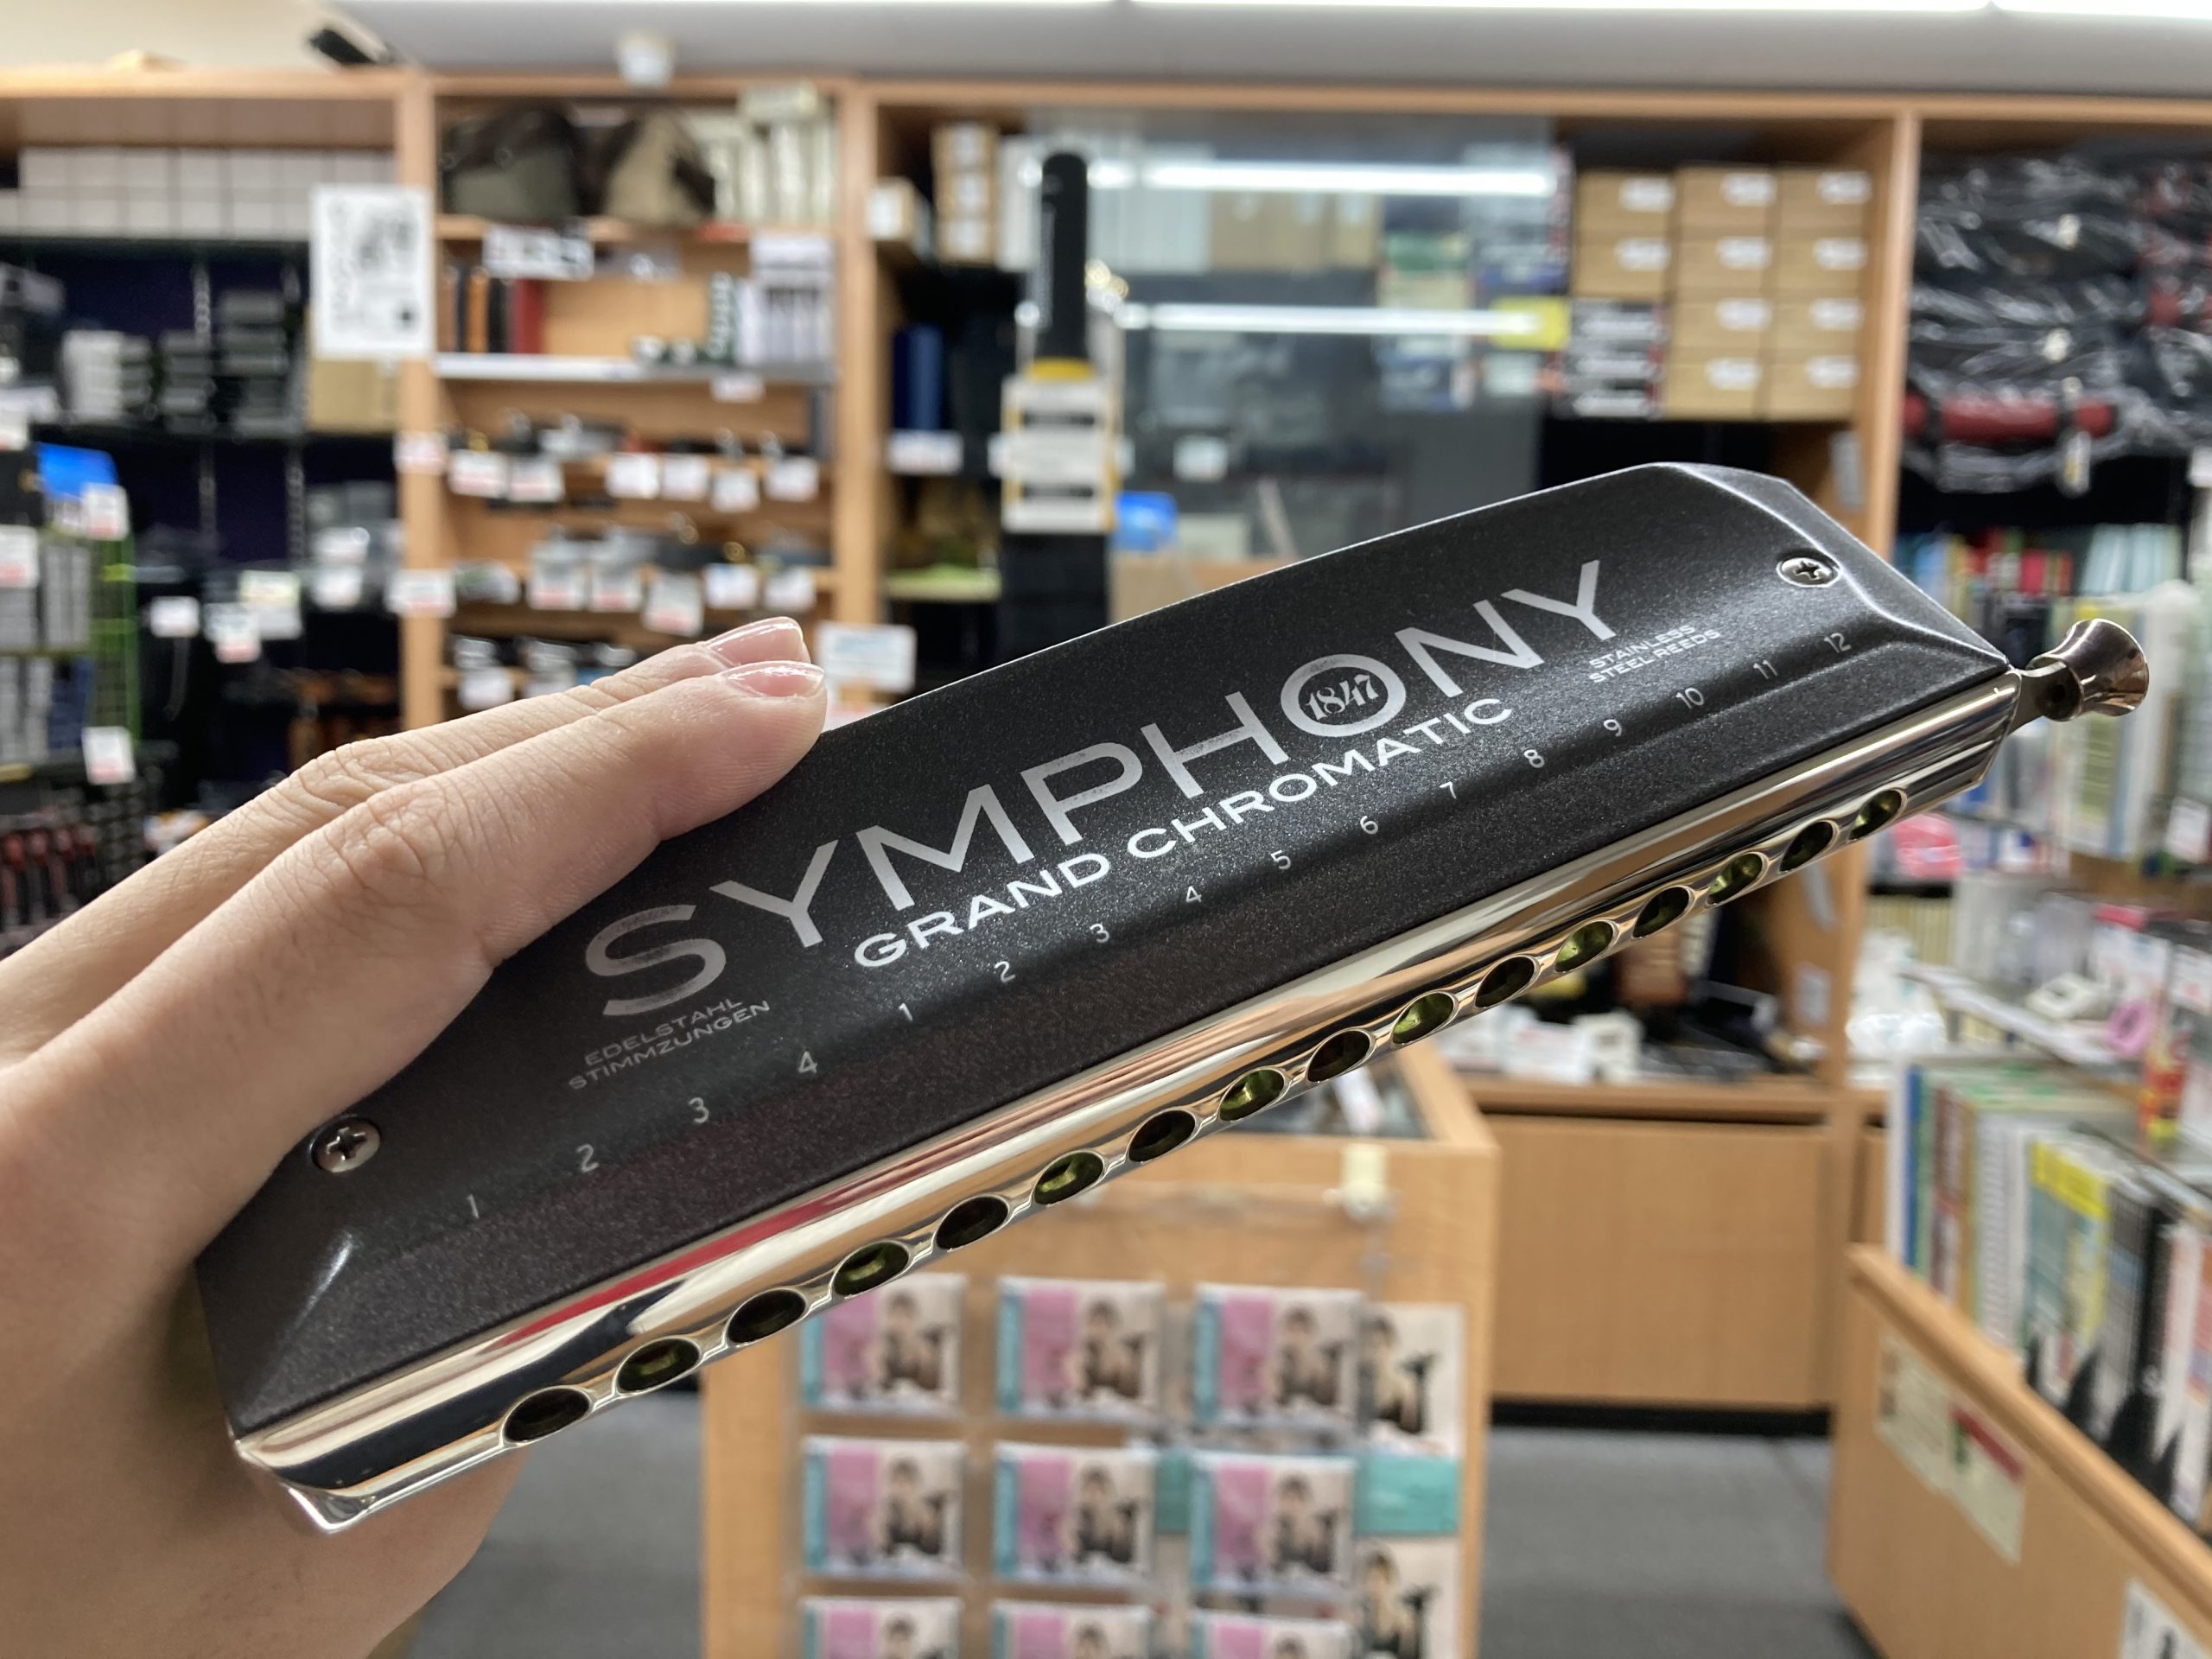 SYMPHONY
1847
GRAND CHROMATIC
STAINLESS
STEEL REEDS
EDELSTAHL
STIMMZUNGEN
1 2 3 4 1 2 3 4 5 6 7 8 9 10 11 12